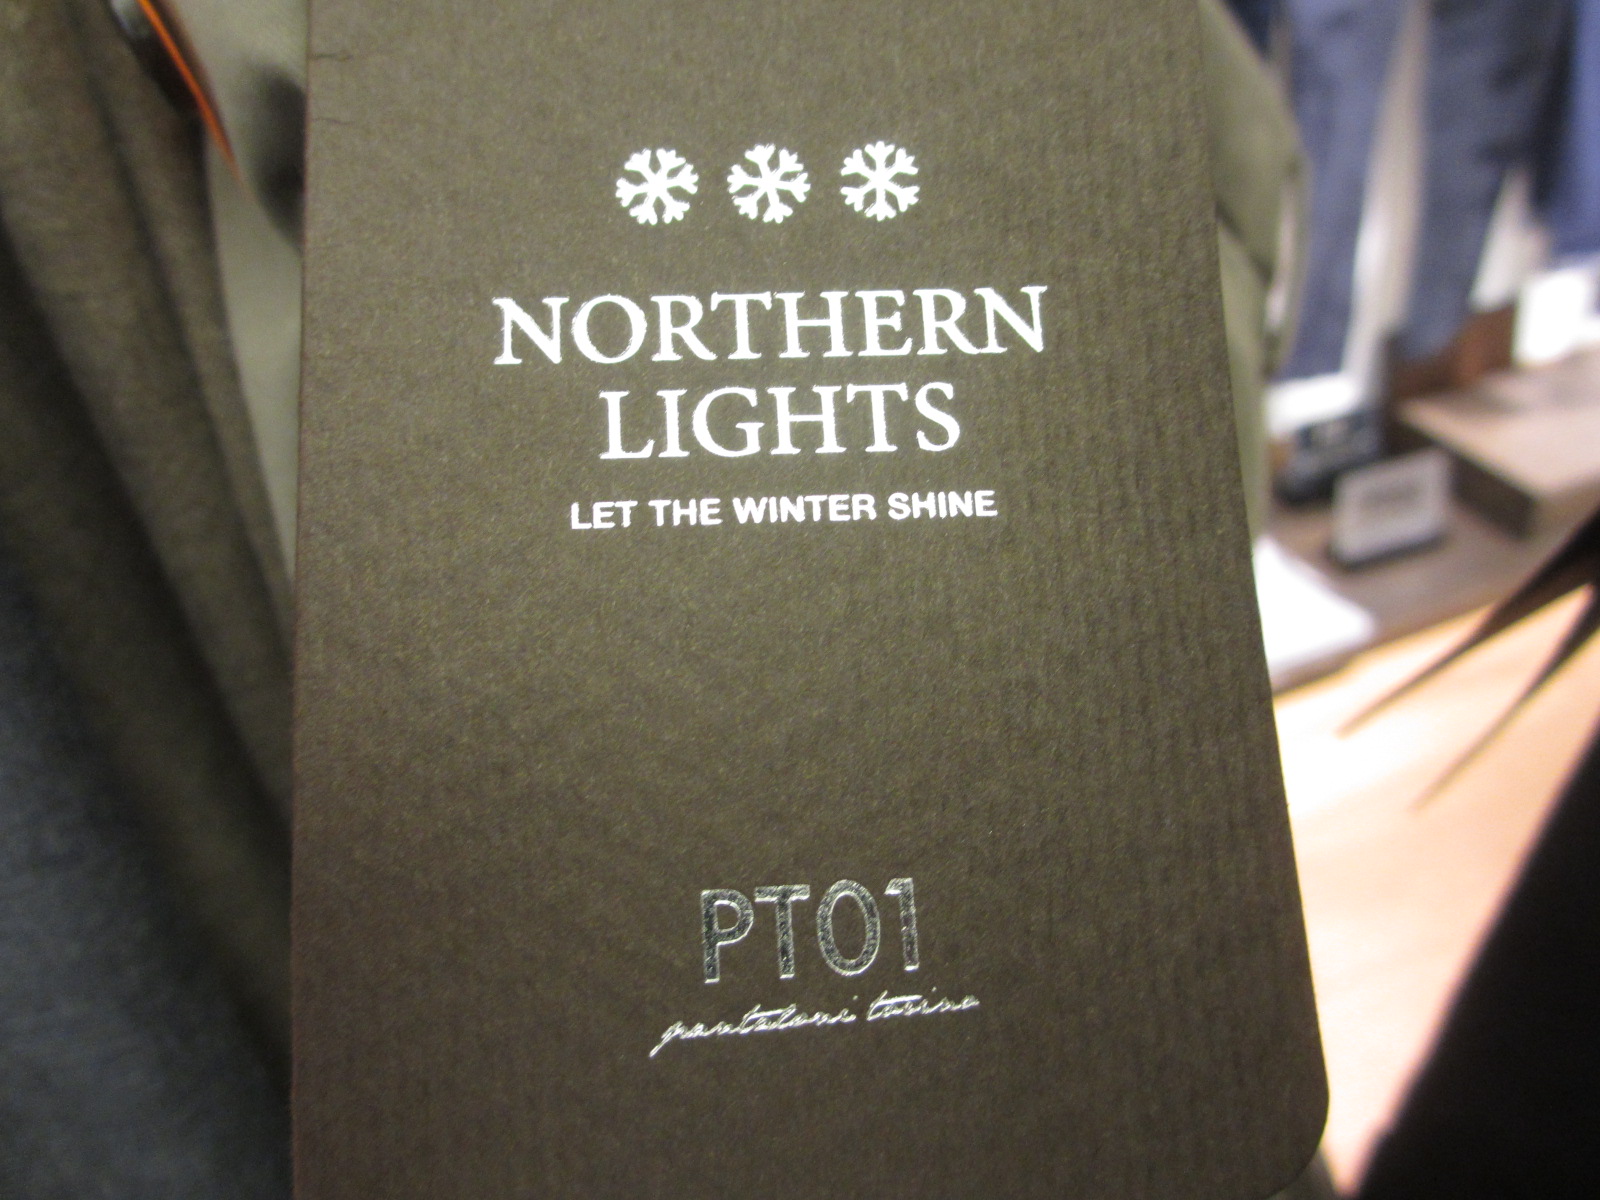 NORTHERN
LIGHTS
LET THE WINTER SHINE
PT01
pantaloni torino